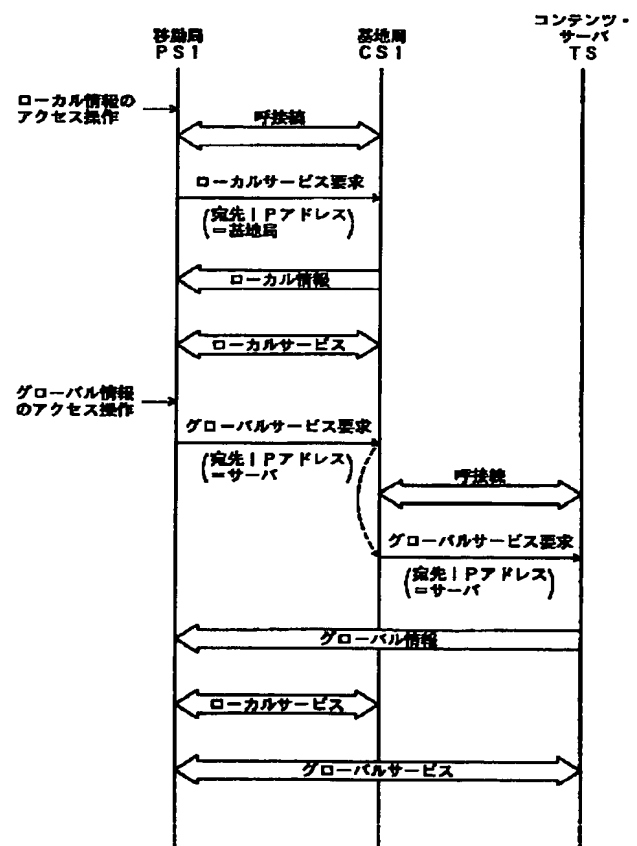 コンテンツ・
サーバ
TS
移動局
PS1
基地局
CS1
ローカル情報の
アクセス操作
呼接続
ローカルサービス要求
(宛先IPアドレス
=基地局)
ローカル情報
ローカルサービス
グローバル情報
のアクセス操作
グローバルサービス要求
(宛先IPアドレス
=サーバ)
呼接続
グローバルサービス要求
(宛先IPアドレス
=サーバ)
グローバル情報
ローカルサービス
グローバルサービス